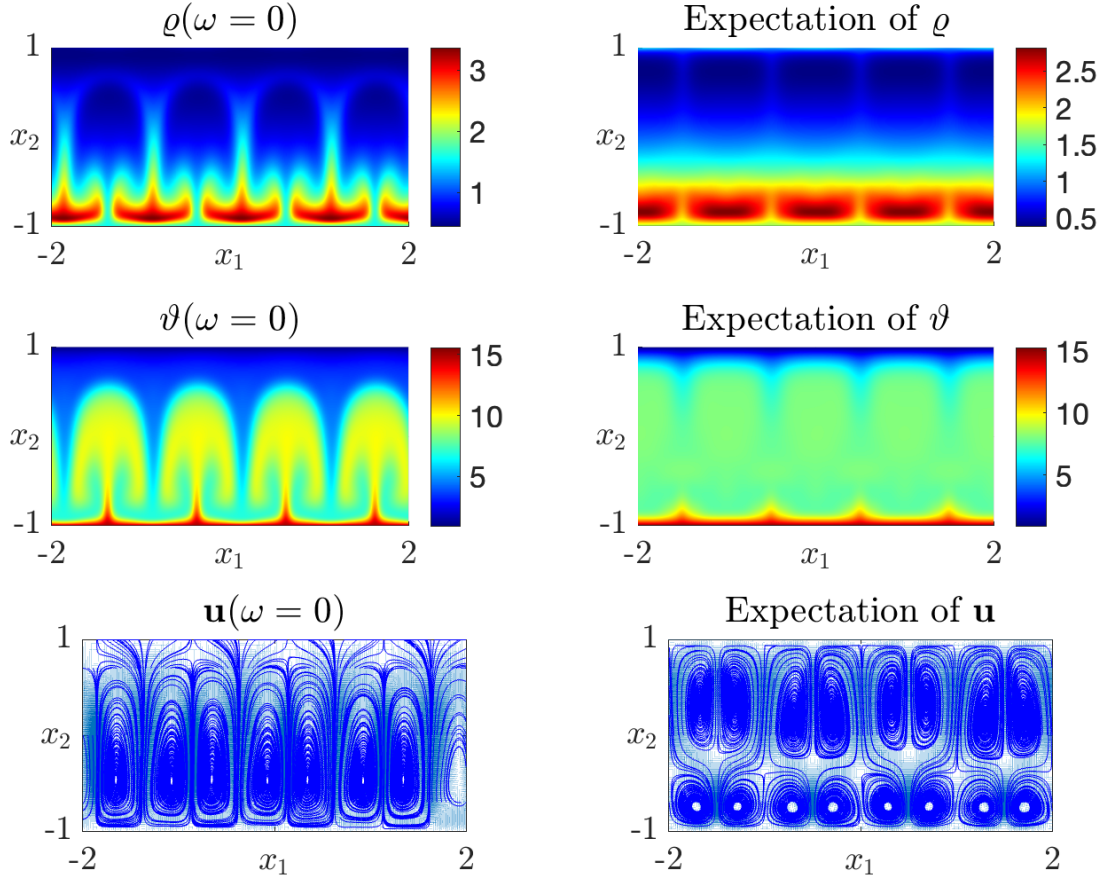 ϱ(ω = 0)
1
x₂
-1
-2
x₁
2
3
2
1
Expectation of ϱ
1
x₂
-1
-2
x₁
2
2.5
2
1.5
1
0.5
ϑ(ω = 0)
1
x₂
-1
-2
x₁
2
15
10
5
Expectation of ϑ
1
x₂
-1
-2
x₁
2
15
10
5
u(ω = 0)
1
x₂
-1
-2
x₁
2
Expectation of u
1
x₂
-1
-2
x₁
2